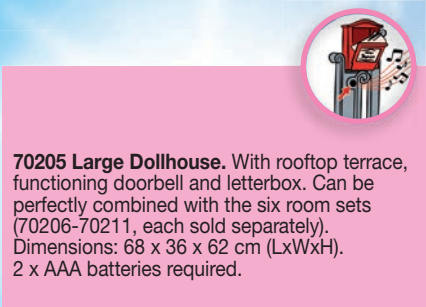 70205 Large Dollhouse. With rooftop terrace,
functioning doorbell and letterbox. Can be
perfectly combined with the six room sets
(70206-70211, each sold separately).
Dimensions: 68 x 36 x 62 cm (LxWxH).
2 x AAA batteries required.